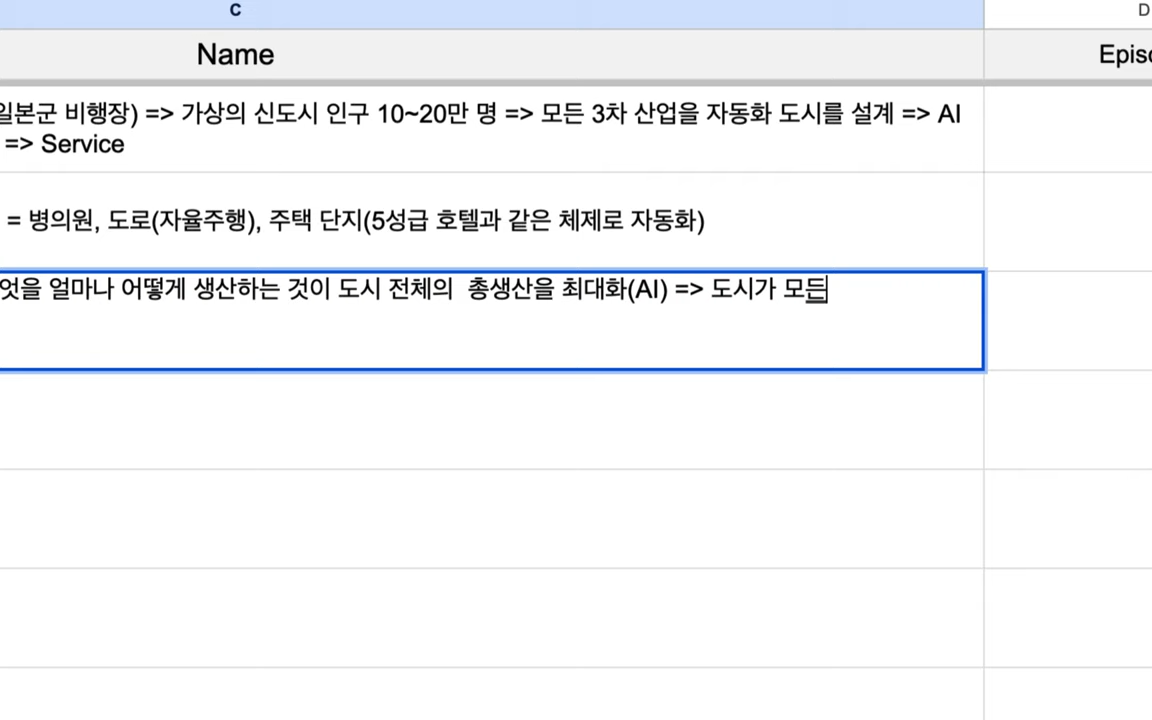 C
D
Name
일본군 비행장) => 가상의 신도시 인구 10~20만 명 => 모든 3차 산업을 자동화 도시를 설계 => AI
=> Service
= 병의원, 도로(자율주행), 주택 단지(5성급 호텔과 같은 체제로 자동화)
엇을 얼마나 어떻게 생산하는 것이 도시 전체의  총생산을 최대화(AI) => 도시가 모든